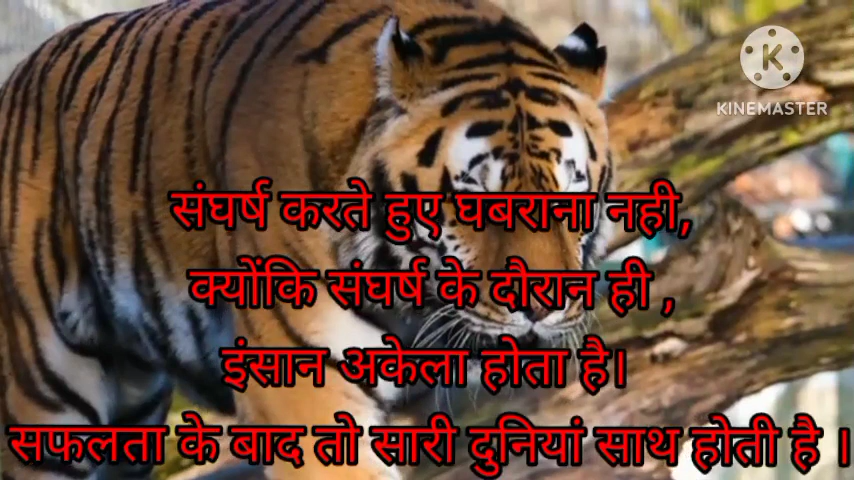 KINEMASTER
संघर्ष करते हुए घबराना नही,
क्योंकि संघर्ष के दौरान ही ,
इंसान अकेला होता है।
सफलता के बाद तो सारी दुनियां साथ होती है ।